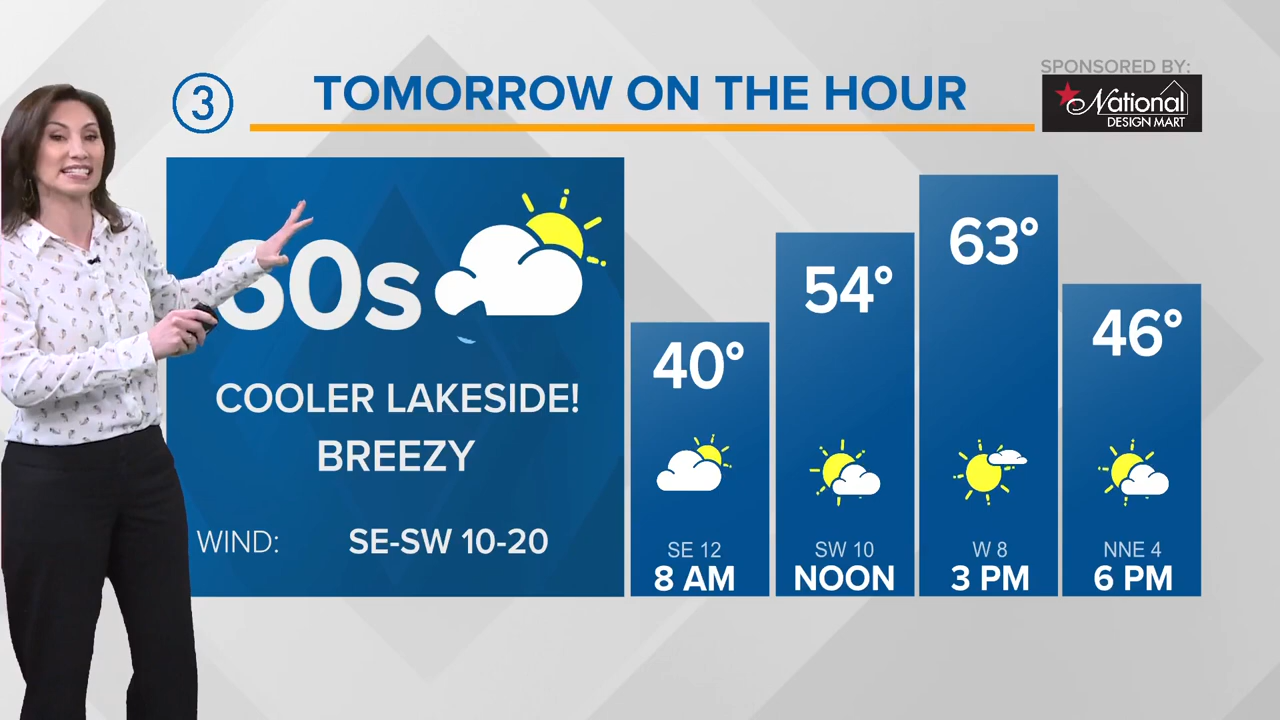 3
TOMORROW ON THE HOUR
SPONSORED BY:
National
DESIGN MART
60s
COOLER LAKESIDE!
BREEZY
WIND: SE-SW 10-20
40°
SE 12
8 AM
54°
SW 10
NOON
63°
W 8
3 PM
46°
NNE 4
6 PM